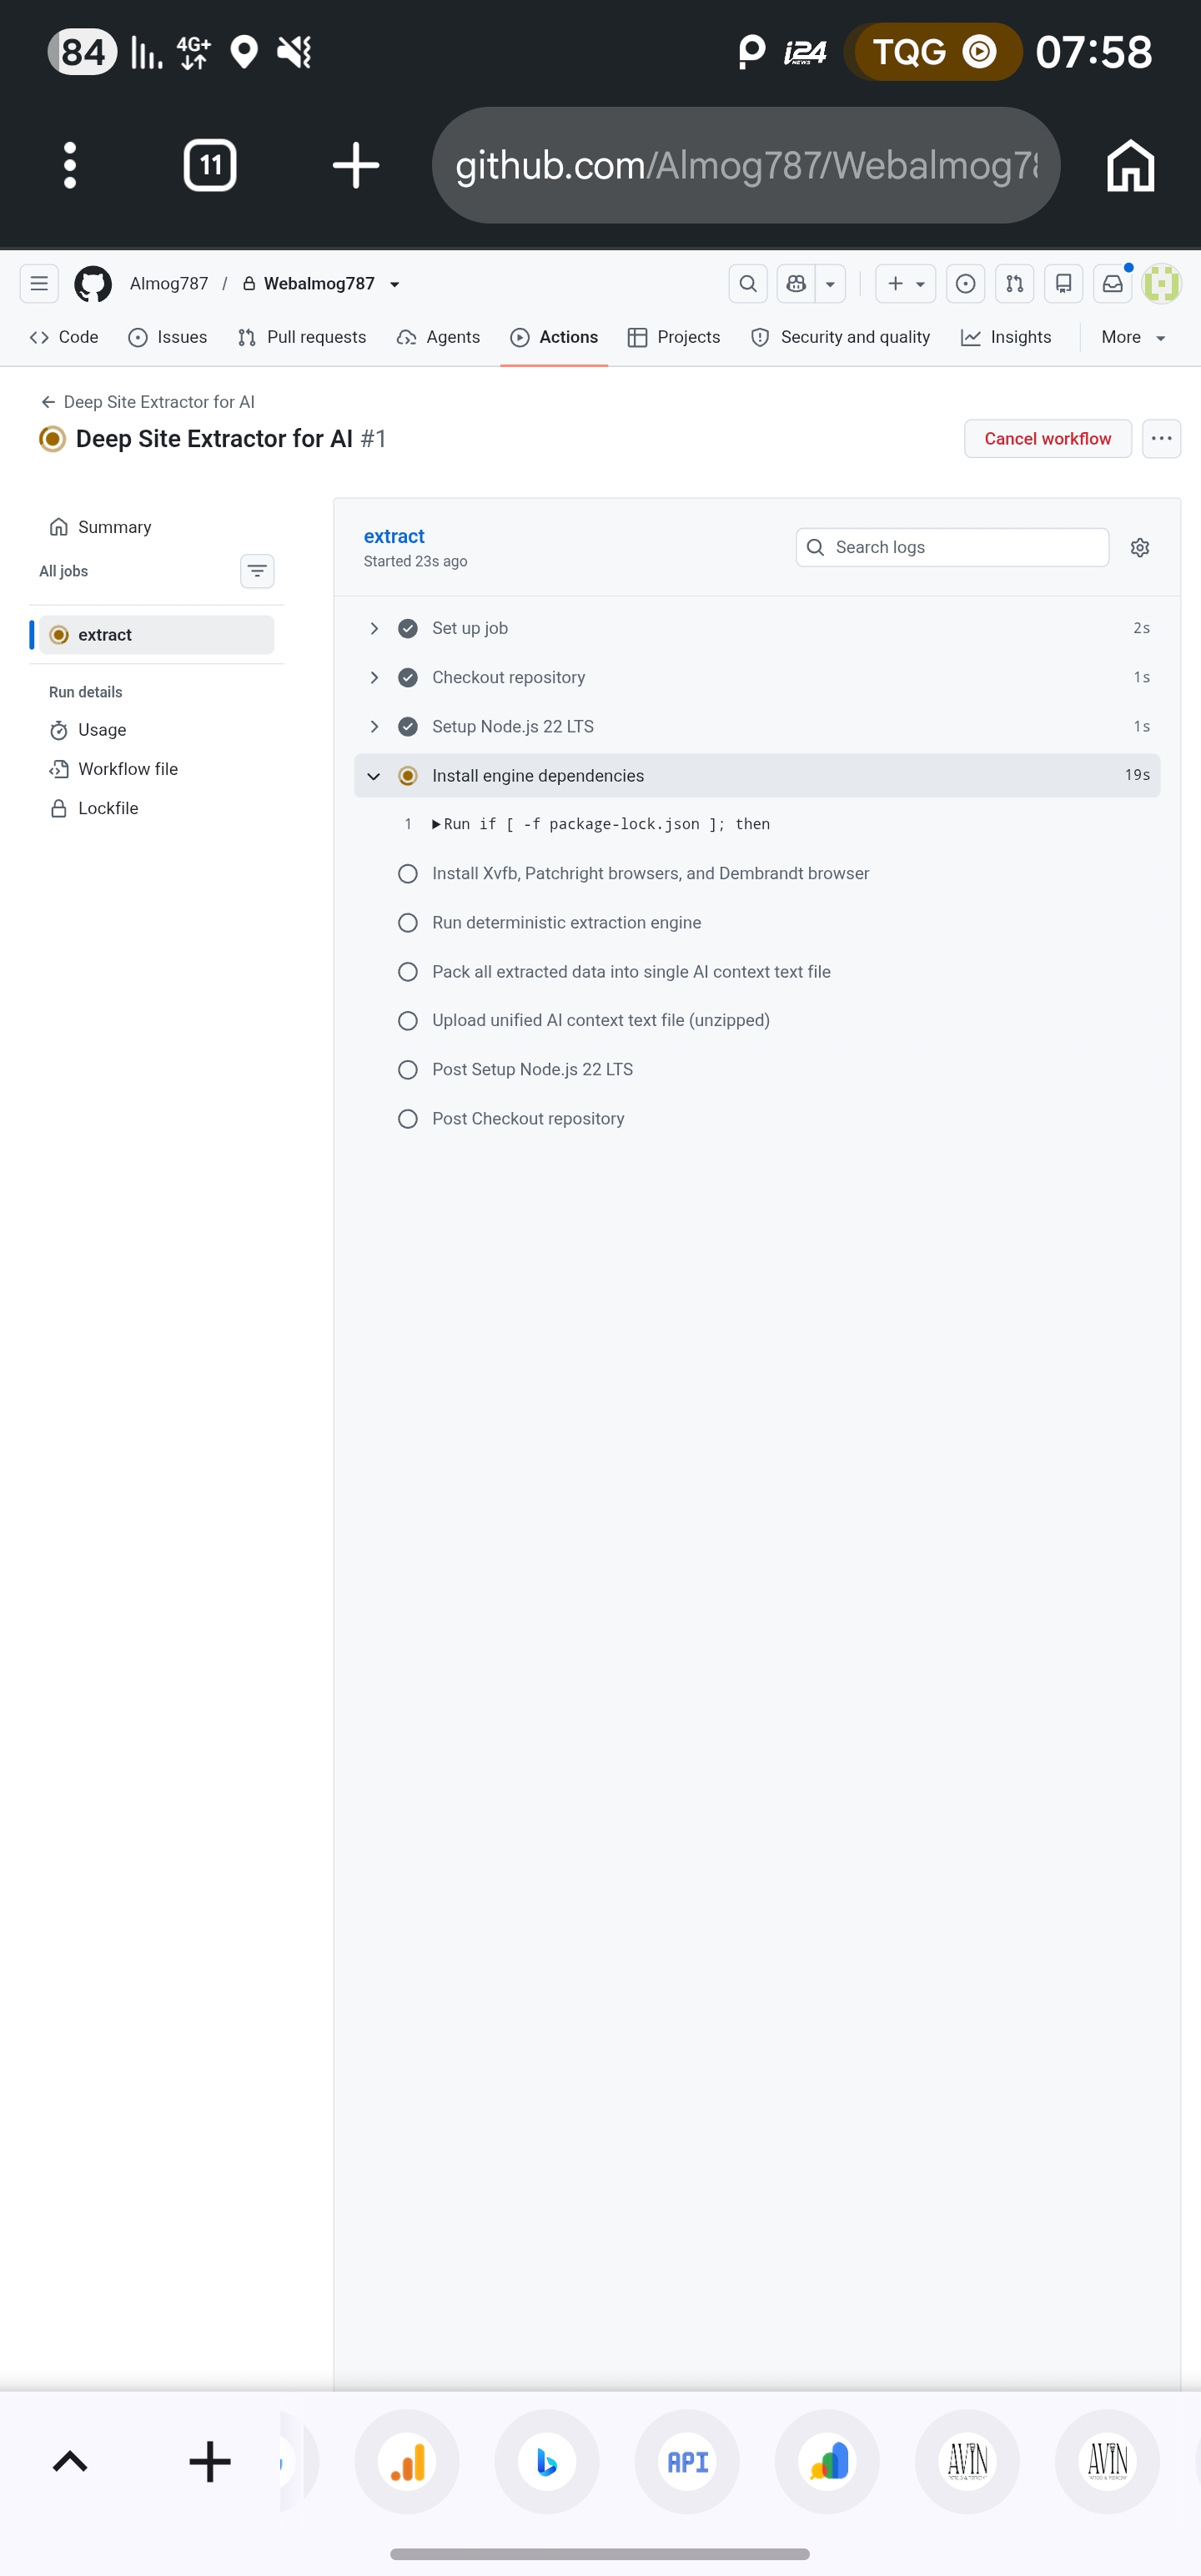 84 4G+ i24 NEWS TQG 07:58
11 github.com/Almog787/Webalmog78
Almog787 / Webalmog787
Code Issues Pull requests Agents Actions Projects Security and quality Insights More
Deep Site Extractor for AI
Deep Site Extractor for AI #1
Cancel workflow
Summary
All jobs
extract
Run details
Usage
Workflow file
Lockfile
extract
Started 23s ago
Search logs
Set up job 2s
Checkout repository 1s
Setup Node.js 22 LTS 1s
Install engine dependencies 19s
1 Run if [ -f package-lock.json ]; then
Install Xvfb, Patchright browsers, and Dembrandt browser
Run deterministic extraction engine
Pack all extracted data into single AI context text file
Upload unified AI context text file (unzipped)
Post Setup Node.js 22 LTS
Post Checkout repository
API AVIN AVIN